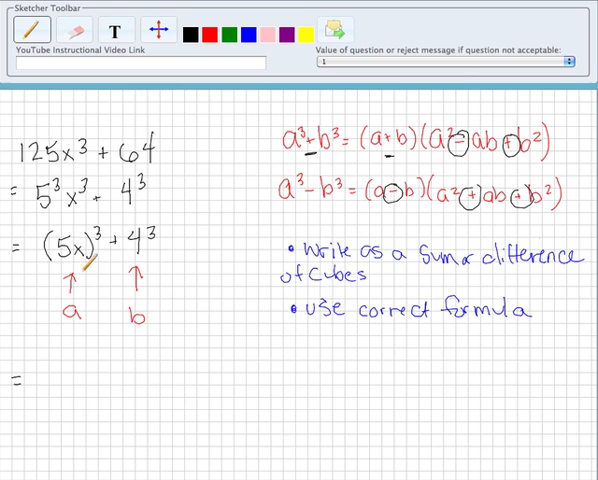 Sketcher Toolbar
T
YouTube Instructional Video Link
Value of question or reject message if question not acceptable:
1
125x³ + 64
= 5³x³ + 4³
= (5x)³ + 4³
a b
=
a³+b³=(a+b)(a²-ab+b²)
a³-b³=(a-b)(a²+ab+b²)
• Write as a Sum or difference
of Cubes
• Use correct formula